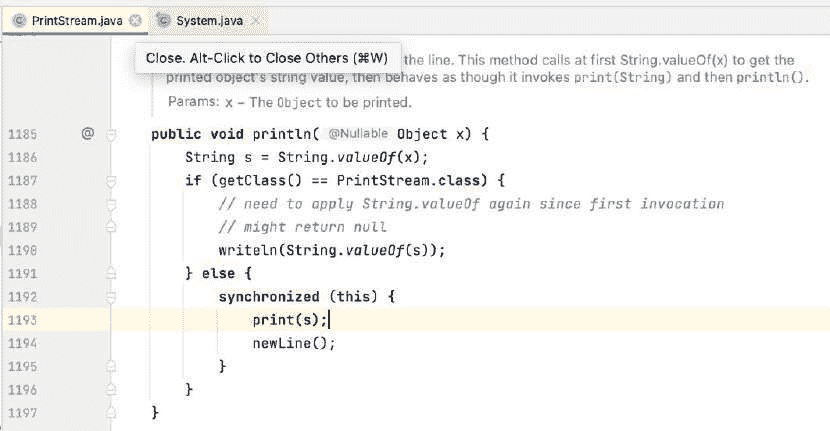 PrintStream.java System.java
Close. Alt-Click to Close Others (⌘W) the line. This method calls at first String.valueOf(x) to get the
printed object's string value, then behaves as though it invokes print(String) and then println().
Params: x – The Object to be printed.
1185 @ public void println( @Nullable Object x) {
1186 String s = String.valueOf(x);
1187 if (getClass() == PrintStream.class) {
1188 // need to apply String.valueOf again since first invocation
1189 // might return null
1190 writeln(String.valueOf(s));
1191 } else {
1192 synchronized (this) {
1193 print(s);
1194 newLine();
1195 }
1196 }
1197 }